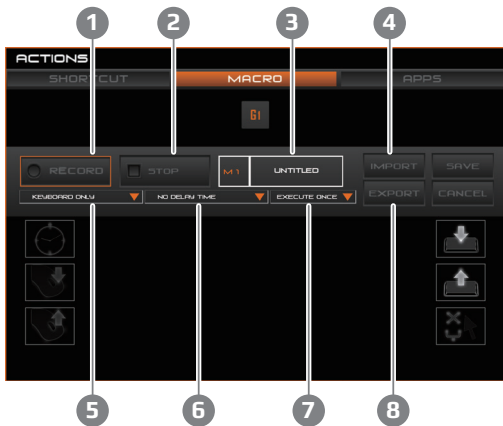 1 2 3 4
ACTIONS
SHORTCUT MACRO APPS
G1
RECORD STOP M1 UNTITLED IMPORT SAVE
KEYBOARD ONLY NO DELAY TIME EXECUTE ONCE EXPORT CANCEL
5 6 7 8